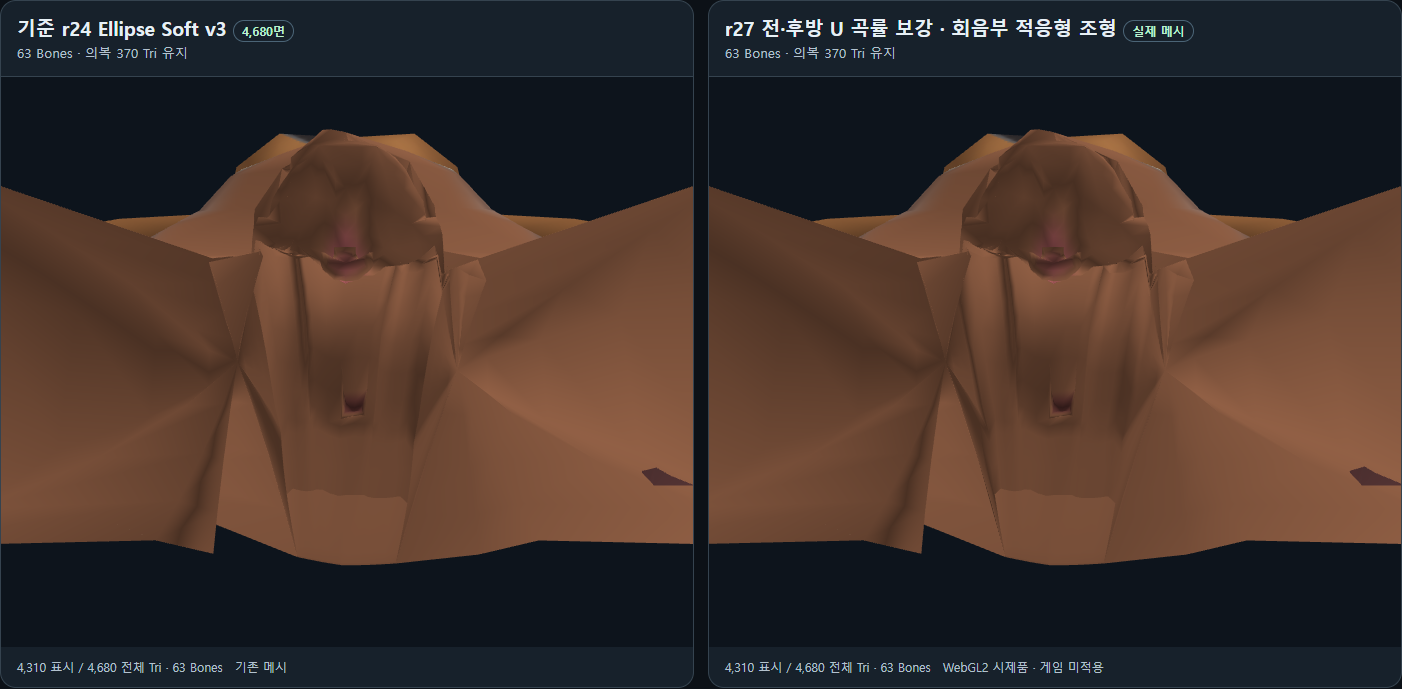 기준 r24 Ellipse Soft v3 4,680면
63 Bones · 의복 370 Tri 유지
r27 전·후방 U 곡률 보강 · 회음부 적응형 조형 실제 메시
63 Bones · 의복 370 Tri 유지
4,310 표시 / 4,680 전체 Tri · 63 Bones 기존 메시
4,310 표시 / 4,680 전체 Tri · 63 Bones WebGL2 시제품 · 게임 미적용